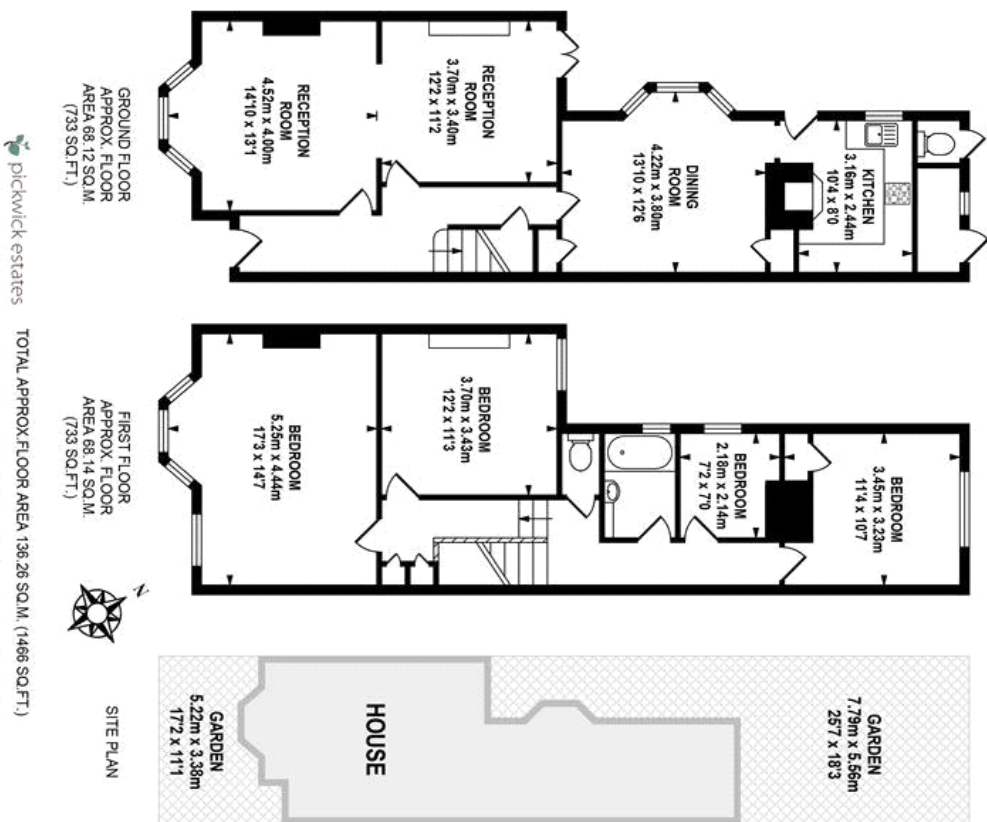 RECEPTION
ROOM
4.52m x 4.00m
14'10 x 13'1
RECEPTION
ROOM
3.70m x 3.40m
12'2 x 11'2
DINING
ROOM
4.22m x 3.80m
13'10 x 12'6
KITCHEN
3.16m x 2.44m
10'4 x 8'0
GROUND FLOOR
APPROX. FLOOR
AREA 68.12 SQ.M.
(733 SQ.FT.)
BEDROOM
5.25m x 4.44m
17'3 x 14'7
BEDROOM
3.70m x 3.43m
12'2 x 11'3
BEDROOM
2.18m x 2.14m
7'2 x 7'0
BEDROOM
3.45m x 3.23m
11'4 x 10'7
FIRST FLOOR
APPROX. FLOOR
AREA 68.14 SQ.M.
(733 SQ.FT.)
N
GARDEN
5.22m x 3.38m
17'2 x 11'1
HOUSE
GARDEN
7.79m x 5.56m
25'7 x 18'3
SITE PLAN
pickwick estates
TOTAL APPROX.FLOOR AREA 136.26 SQ.M. (1466 SQ.FT.)